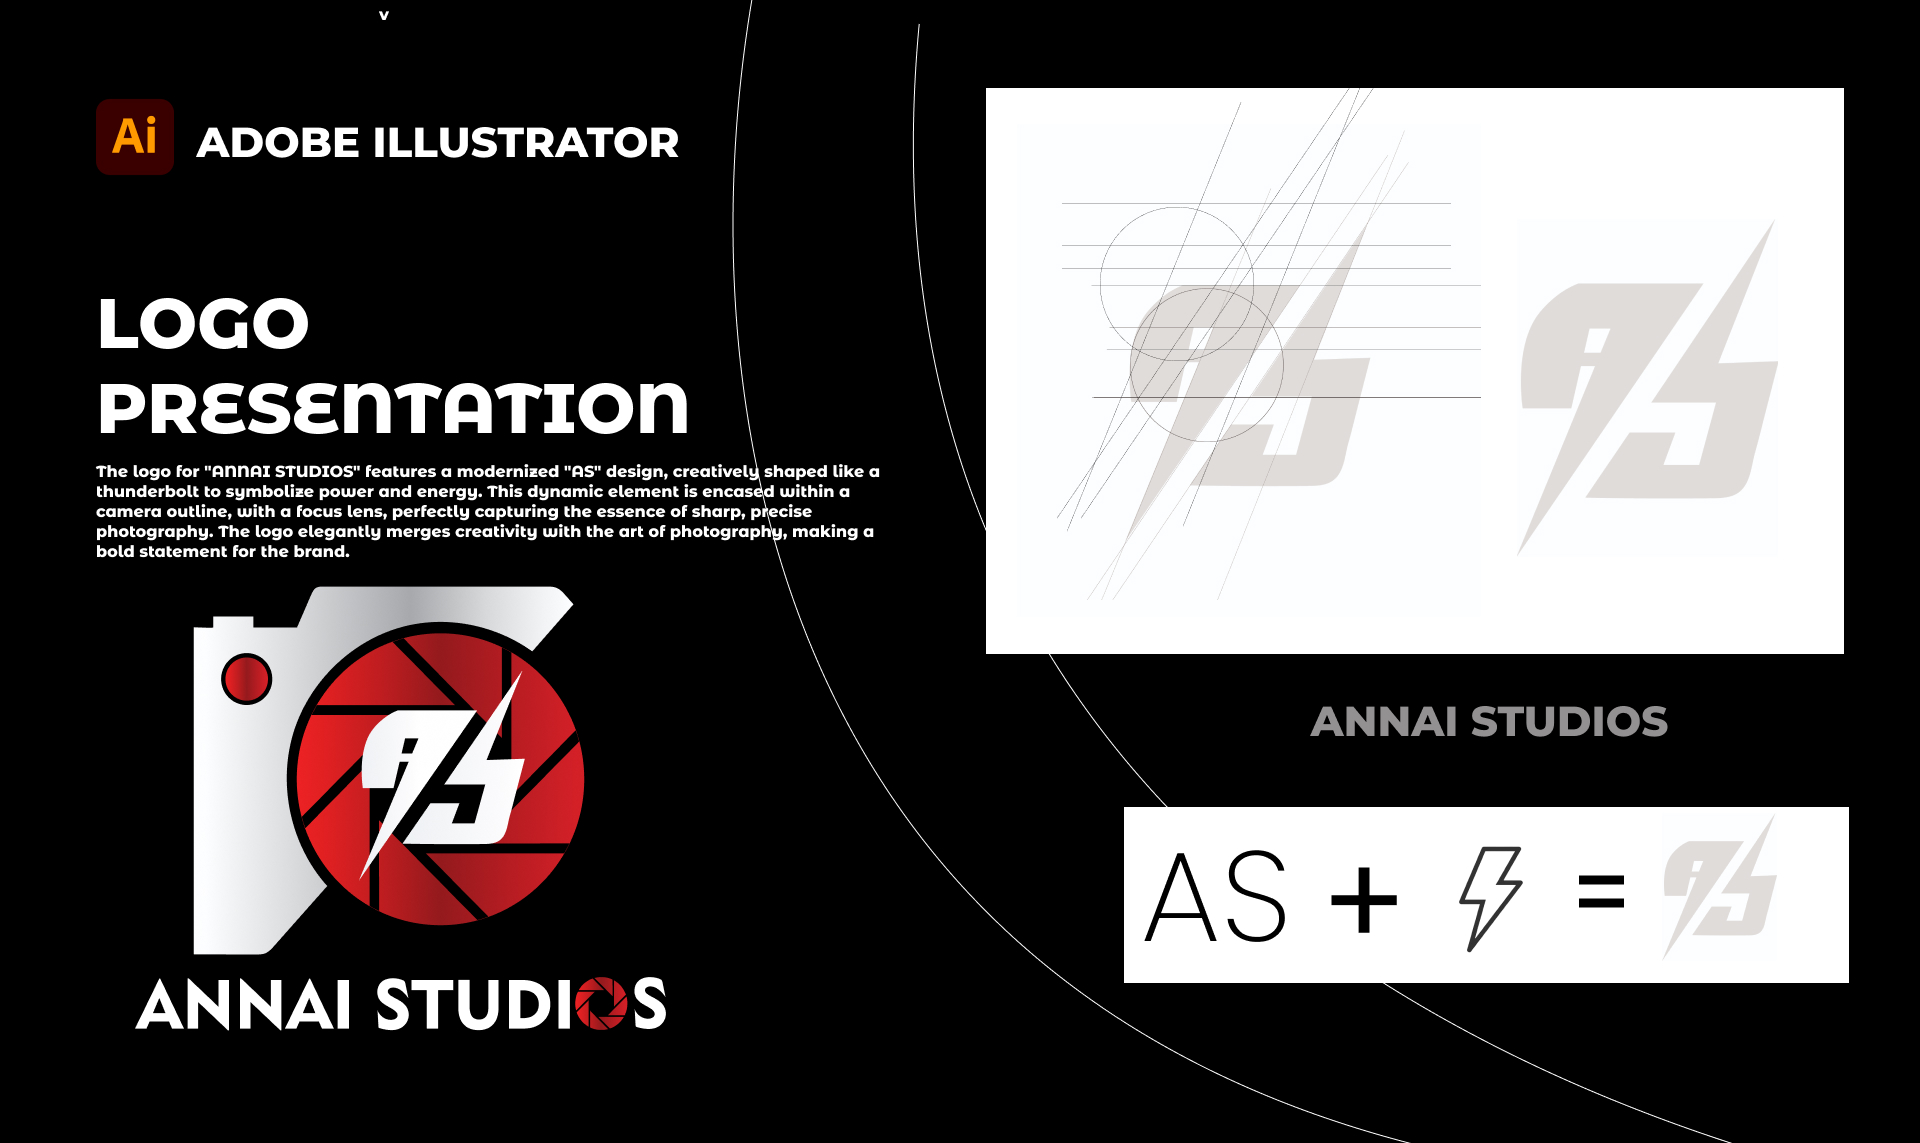 v
Ai ADOBE ILLUSTRATOR
LOGO
PRESENTATION
The logo for "ANNAI STUDIOS" features a modernized "AS" design, creatively shaped like a
thunderbolt to symbolize power and energy. This dynamic element is encased within a
camera outline, with a focus lens, perfectly capturing the essence of sharp, precise
photography. The logo elegantly merges creativity with the art of photography, making a
bold statement for the brand.
ANNAI STUDIOS
ANNAI STUDIOS
AS + =